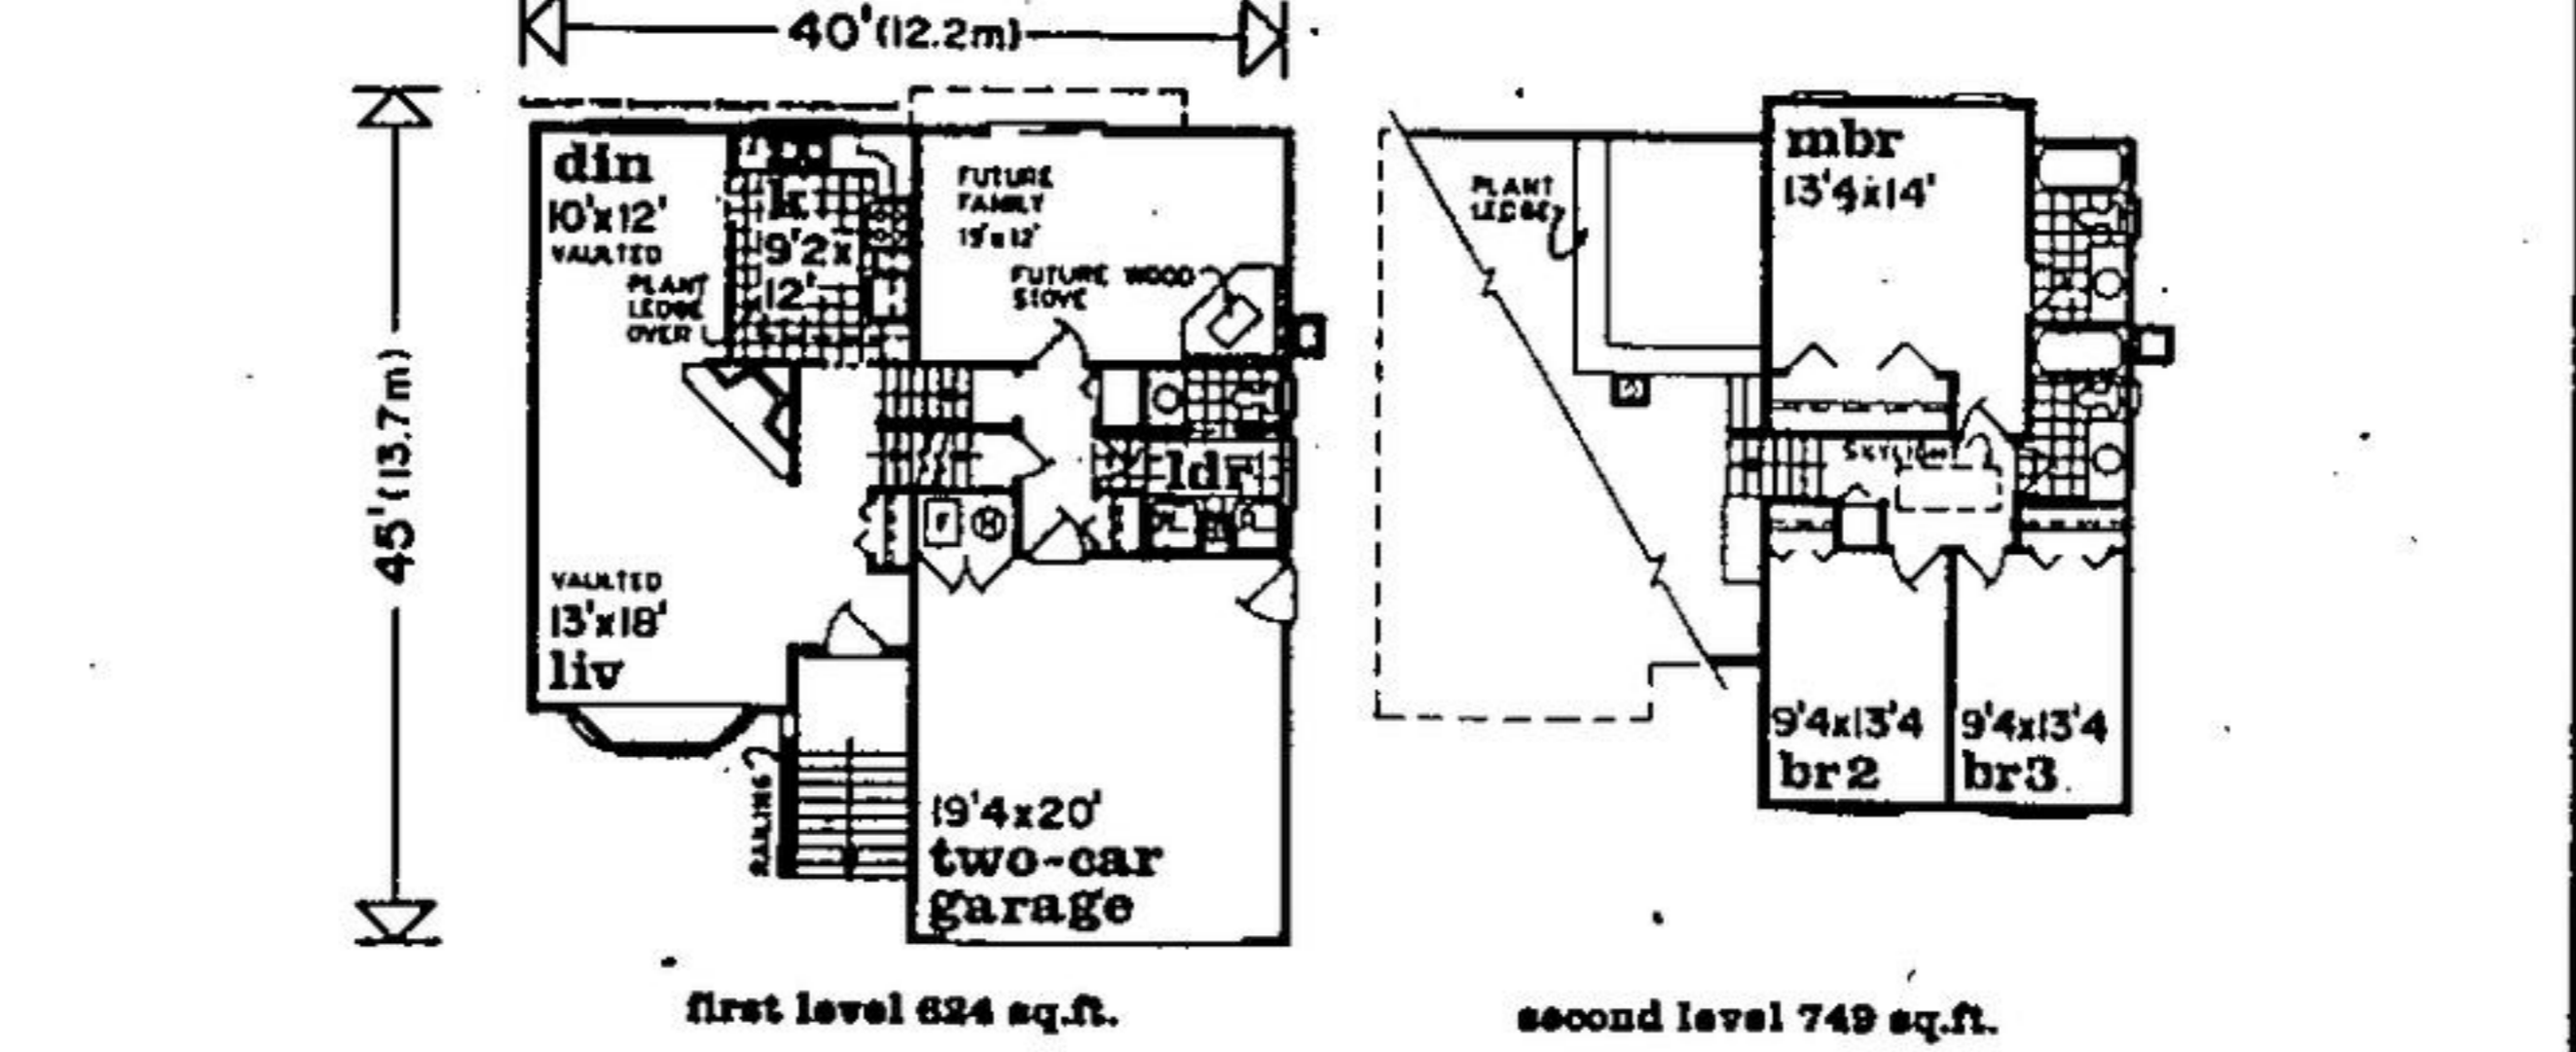 40'(12.2m)
45'(13.7m)
din
10'x12'
VAULTED
PLANT
LEDGE
OVER
k
9'2x
12'
FUTURE
FAMILY
19'x12'
FUTURE WOOD
STOVE
ldr
F
H
VAULTED
13'x18'
liv
RAILING
19'4x20'
two-car
garage
first level 624 sq.ft.
PLANT
LEDGE
mbr
13'4x14'
SKYLIGHT
9'4x13'4
br2
9'4x13'4
br3
second level 749 sq.ft.